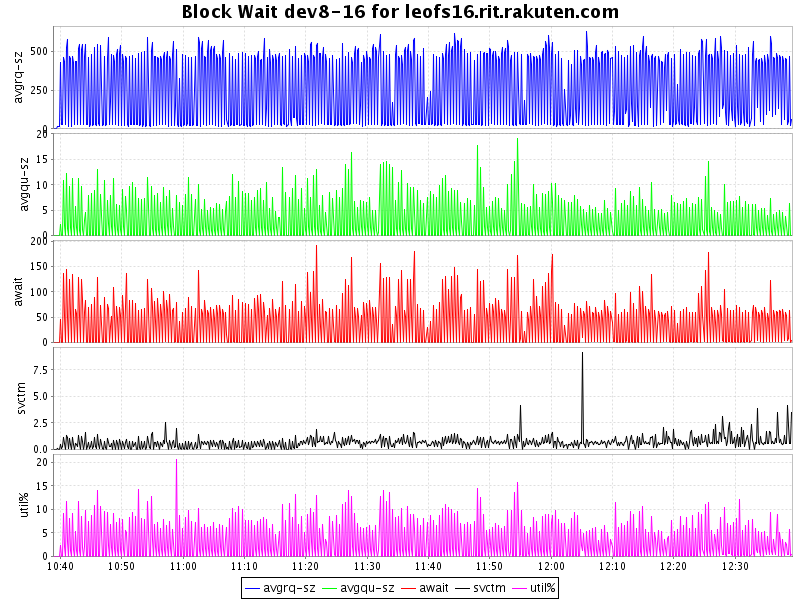 Block Wait dev8-16 for leofs16.rit.rakuten.com
avgrq-sz
500
250
0
avgqu-sz
20
15
10
5
0
await
200
150
100
50
0
svctm
7.5
5.0
2.5
0.0
util%
20
15
10
5
0
10:40 10:50 11:00 11:10 11:20 11:30 11:40 11:50 12:00 12:10 12:20 12:30
avgrq-sz avgqu-sz await svctm util%